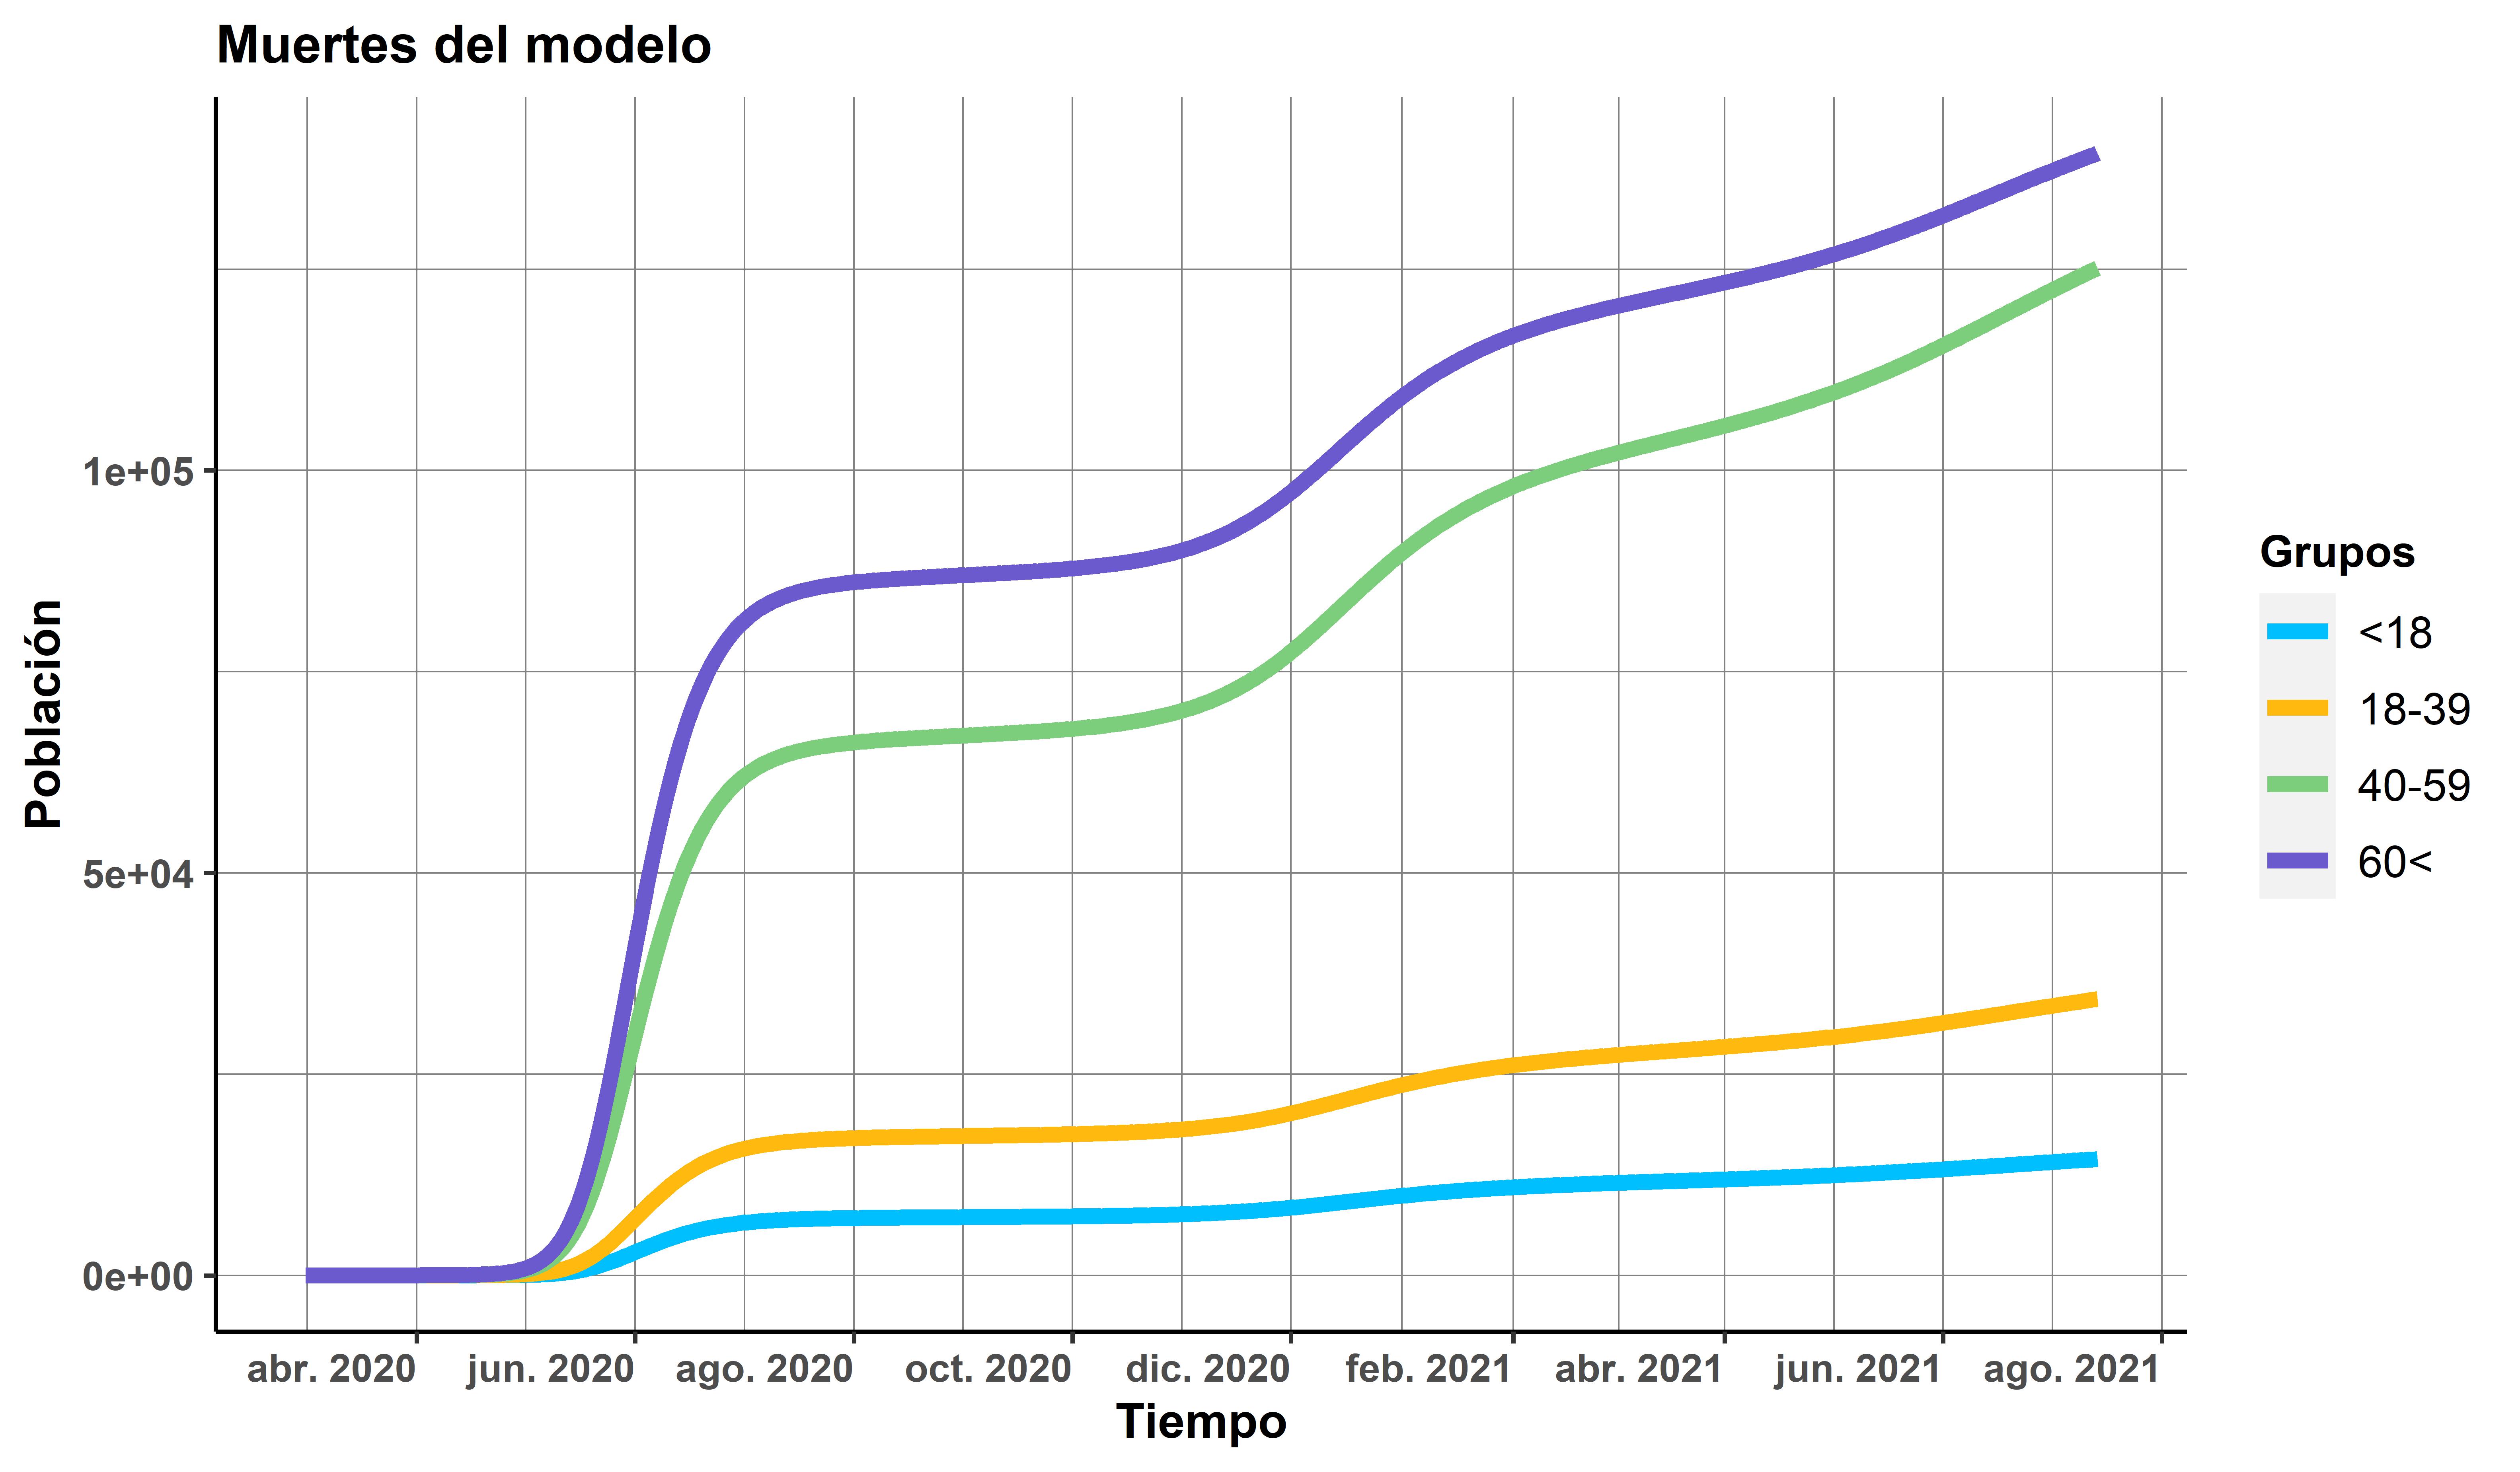 Muertes del modelo
Población
1e+05
5e+04
0e+00
abr. 2020 jun. 2020 ago. 2020 oct. 2020 dic. 2020 feb. 2021 abr. 2021 jun. 2021 ago. 2021
Tiempo
Grupos
<18
18-39
40-59
60<